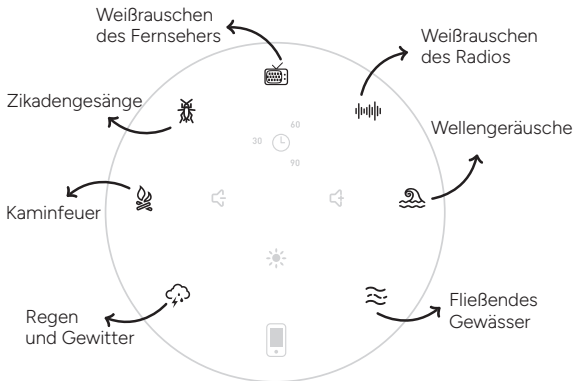 Weißrauschen
des Fernsehers
Weißrauschen
des Radios
Zikadengesänge
Wellengeräusche
60
30
90
Kaminfeuer
Fließendes
Gewässer
Regen
und Gewitter